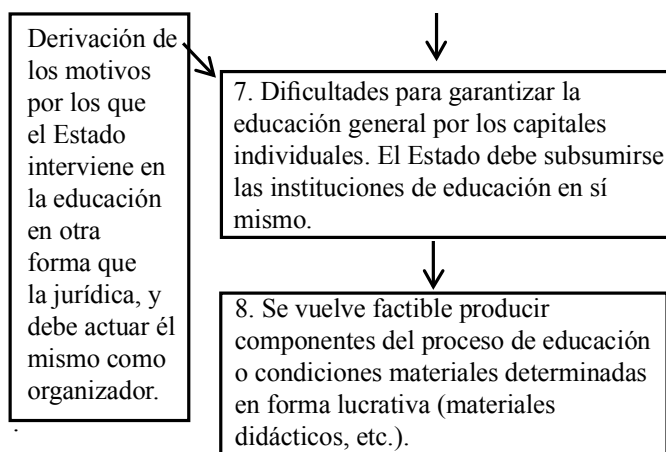 Derivación de
los motivos
por los que
el Estado
interviene en
la educación
en otra
forma que
la jurídica, y
debe actuar él
mismo como
organizador.
.
7. Dificultades para garantizar la
educación general por los capitales
individuales. El Estado debe subsumirse
las instituciones de educación en sí
mismo.
8. Se vuelve factible producir
componentes del proceso de educación
o condiciones materiales determinadas
en forma lucrativa (materiales
didácticos, etc.).